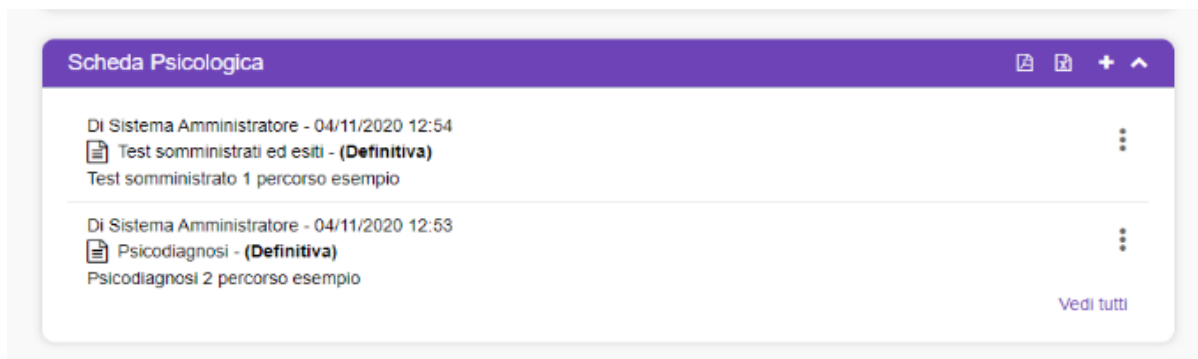 Scheda Psicologica
Di Sistema Amministratore - 04/11/2020 12:54
Test somministrati ed esiti - (Definitiva)
Test somministrato 1 percorso esempio
Di Sistema Amministratore - 04/11/2020 12:53
Psicodiagnosi - (Definitiva)
Psicodiagnosi 2 percorso esempio
Vedi tutti